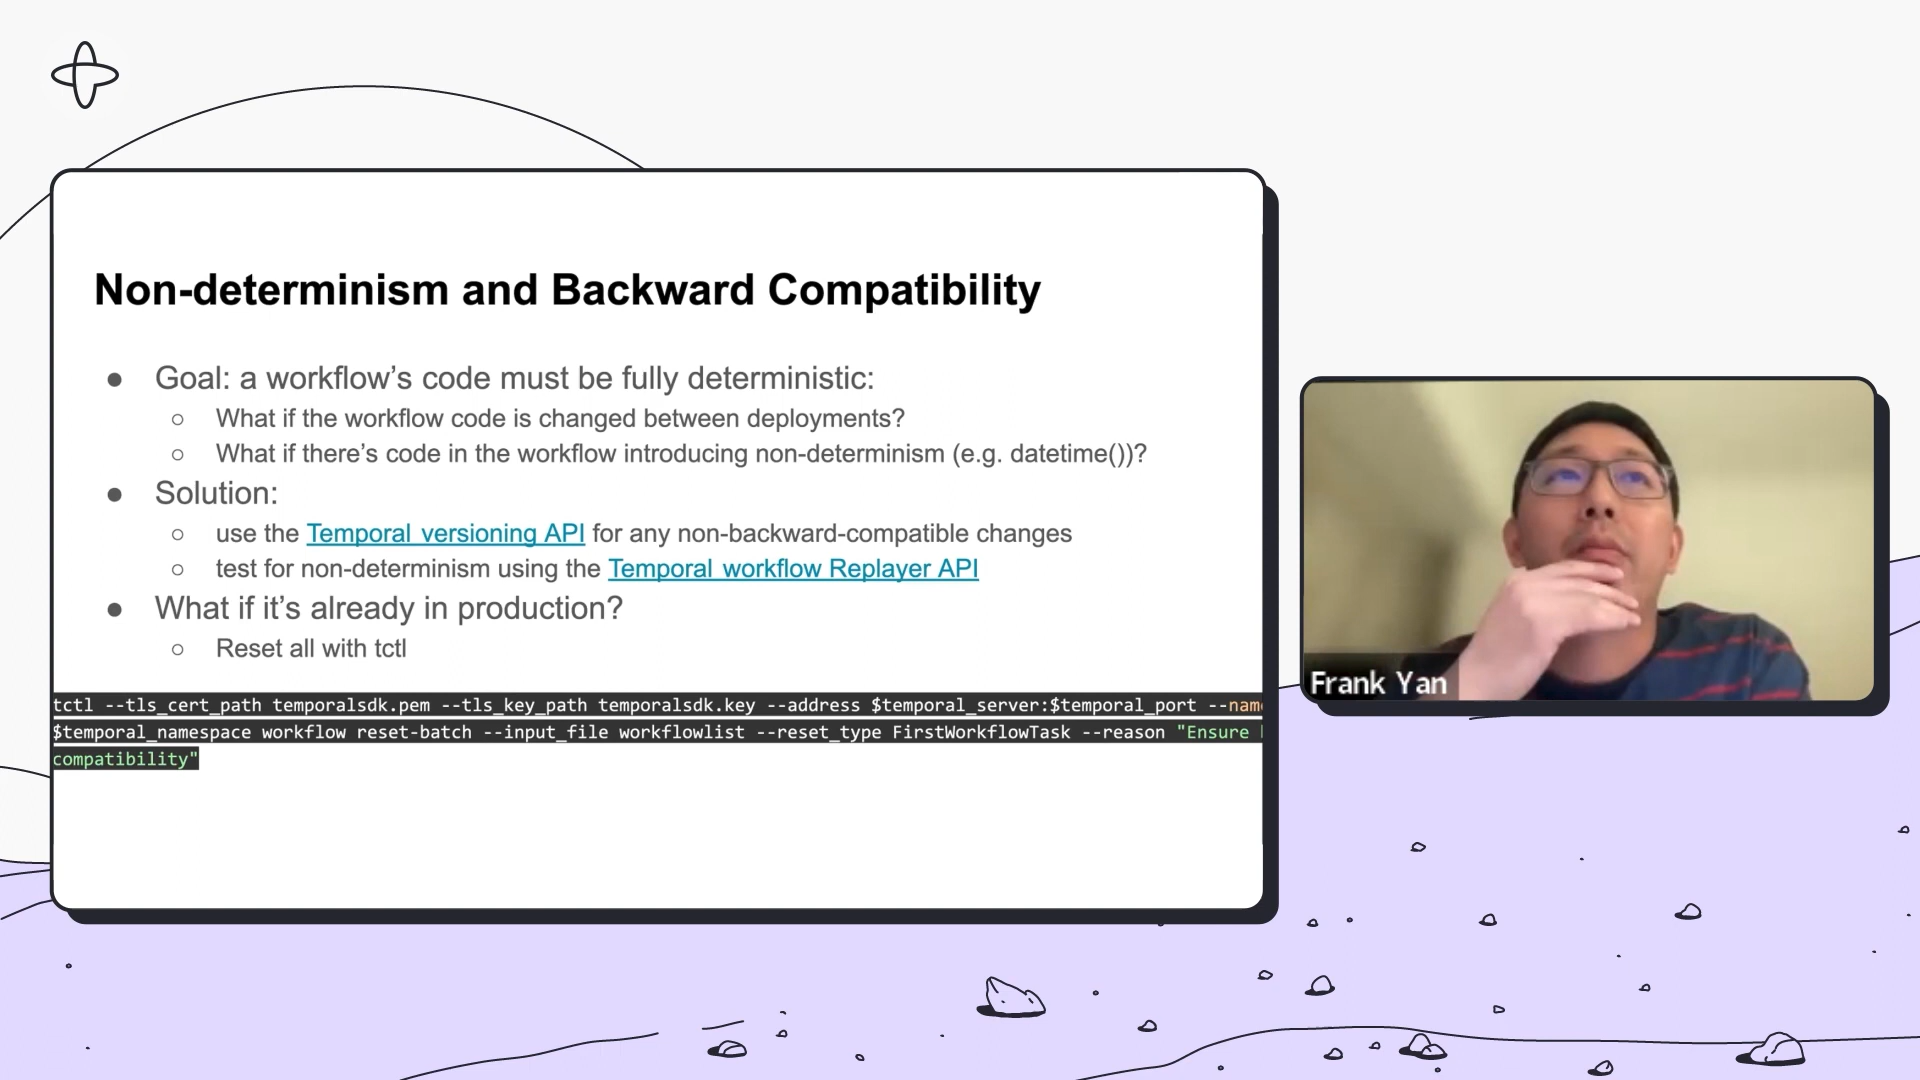 Non-determinism and Backward Compatibility
● Goal: a workflow’s code must be fully deterministic:
○ What if the workflow code is changed between deployments?
○ What if there’s code in the workflow introducing non-determinism (e.g. datetime())?
● Solution:
○ use the Temporal versioning API for any non-backward-compatible changes
○ test for non-determinism using the Temporal workflow Replayer API
● What if it’s already in production?
○ Reset all with tctl
tctl --tls_cert_path temporalsdk.pem --tls_key_path temporalsdk.key --address $temporal_server:$temporal_port --nam
$temporal_namespace workflow reset-batch --input_file workflowlist --reset_type FirstWorkflowTask --reason "Ensure
compatibility"
Frank Yan